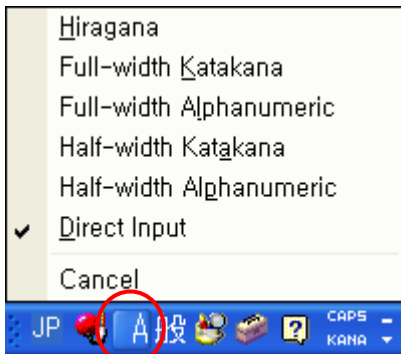 Hiragana
Full-width Katakana
Full-width Alphanumeric
Half-width Katakana
Half-width Alphanumeric
Direct Input
Cancel
JP A 般 ? CAPS
KANA